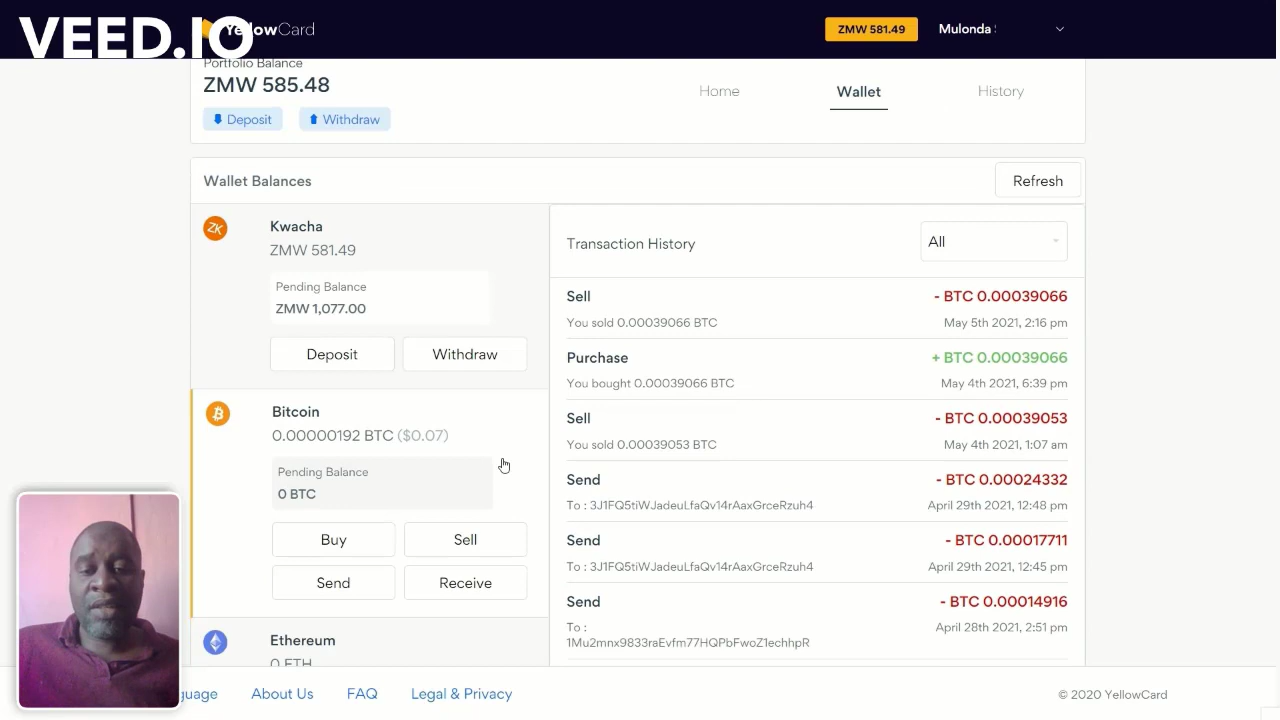 VEED.IO
YellowCard
ZMW 581.49
Mulonda
Portfolio Balance
ZMW 585.48
Deposit
Withdraw
Home
Wallet
History
Wallet Balances
Refresh
ZK
Kwacha
ZMW 581.49
Pending Balance
ZMW 1,077.00
Deposit
Withdraw
Bitcoin
0.00000192 BTC ($0.07)
Pending Balance
0 BTC
Buy
Sell
Send
Receive
Ethereum
0 ETH
Transaction History
All
Sell
- BTC 0.00039066
You sold 0.00039066 BTC
May 5th 2021, 2:16 pm
Purchase
+ BTC 0.00039066
You bought 0.00039066 BTC
May 4th 2021, 6:39 pm
Sell
- BTC 0.00039053
You sold 0.00039053 BTC
May 4th 2021, 1:07 am
Send
- BTC 0.00024332
To : 3J1FQ5tiWJadeuLfaQv14rAaxGrceRzuh4
April 29th 2021, 12:48 pm
Send
- BTC 0.00017711
To : 3J1FQ5tiWJadeuLfaQv14rAaxGrceRzuh4
April 29th 2021, 12:45 pm
Send
- BTC 0.00014916
To :
1Mu2mnx9833raEvfm77HQPbFwoZ1echhpR
April 28th 2021, 2:51 pm
guage
About Us
FAQ
Legal & Privacy
© 2020 YellowCard